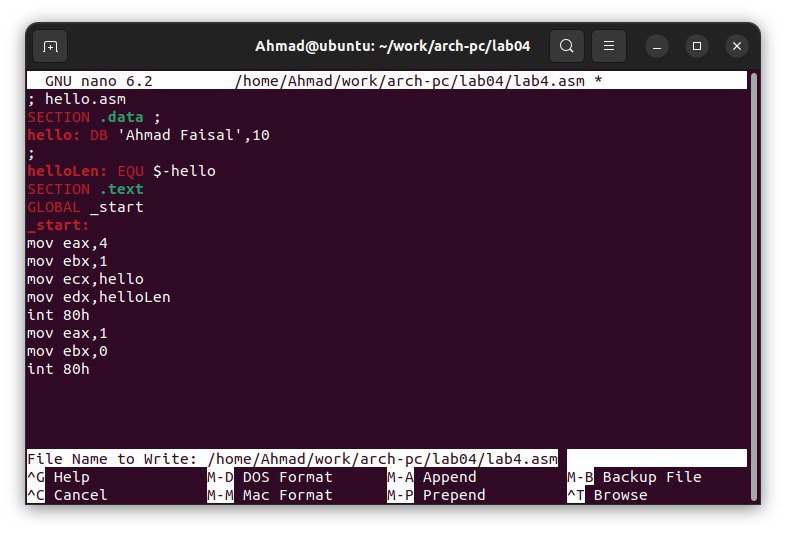 Ahmad@ubuntu: ~/work/arch-pc/lab04
GNU nano 6.2 /home/Ahmad/work/arch-pc/lab04/lab4.asm *
; hello.asm
SECTION .data ;
hello: DB 'Ahmad Faisal',10
;
helloLen: EQU $-hello
SECTION .text
GLOBAL _start
_start:
mov eax,4
mov ebx,1
mov ecx,hello
mov edx,helloLen
int 80h
mov eax,1
mov ebx,0
int 80h
File Name to Write: /home/Ahmad/work/arch-pc/lab04/lab4.asm
^G Help M-D DOS Format M-A Append M-B Backup File
^C Cancel M-M Mac Format M-P Prepend ^T Browse